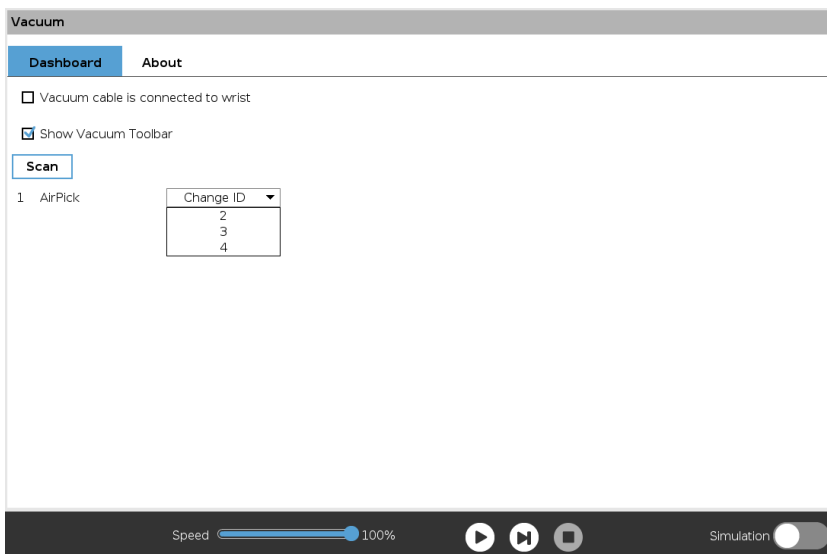 Vacuum
Dashboard About
Vacuum cable is connected to wrist
Show Vacuum Toolbar
Scan
1 AirPick Change ID
2
3
4
Speed 100% Simulation